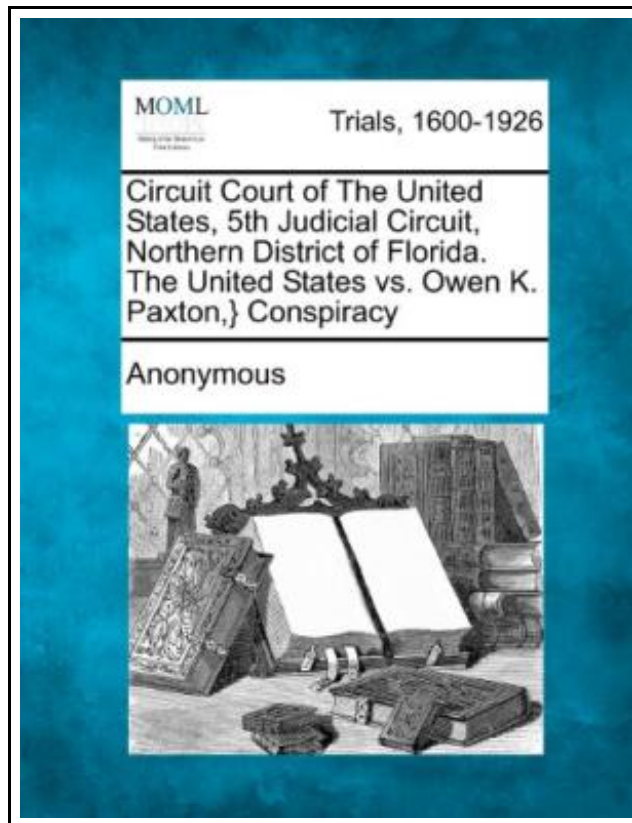 MOML
Trials, 1600-1926
Circuit Court of The United
States, 5th Judicial Circuit,
Northern District of Florida.
The United States vs. Owen K.
Paxton,} Conspiracy
Anonymous